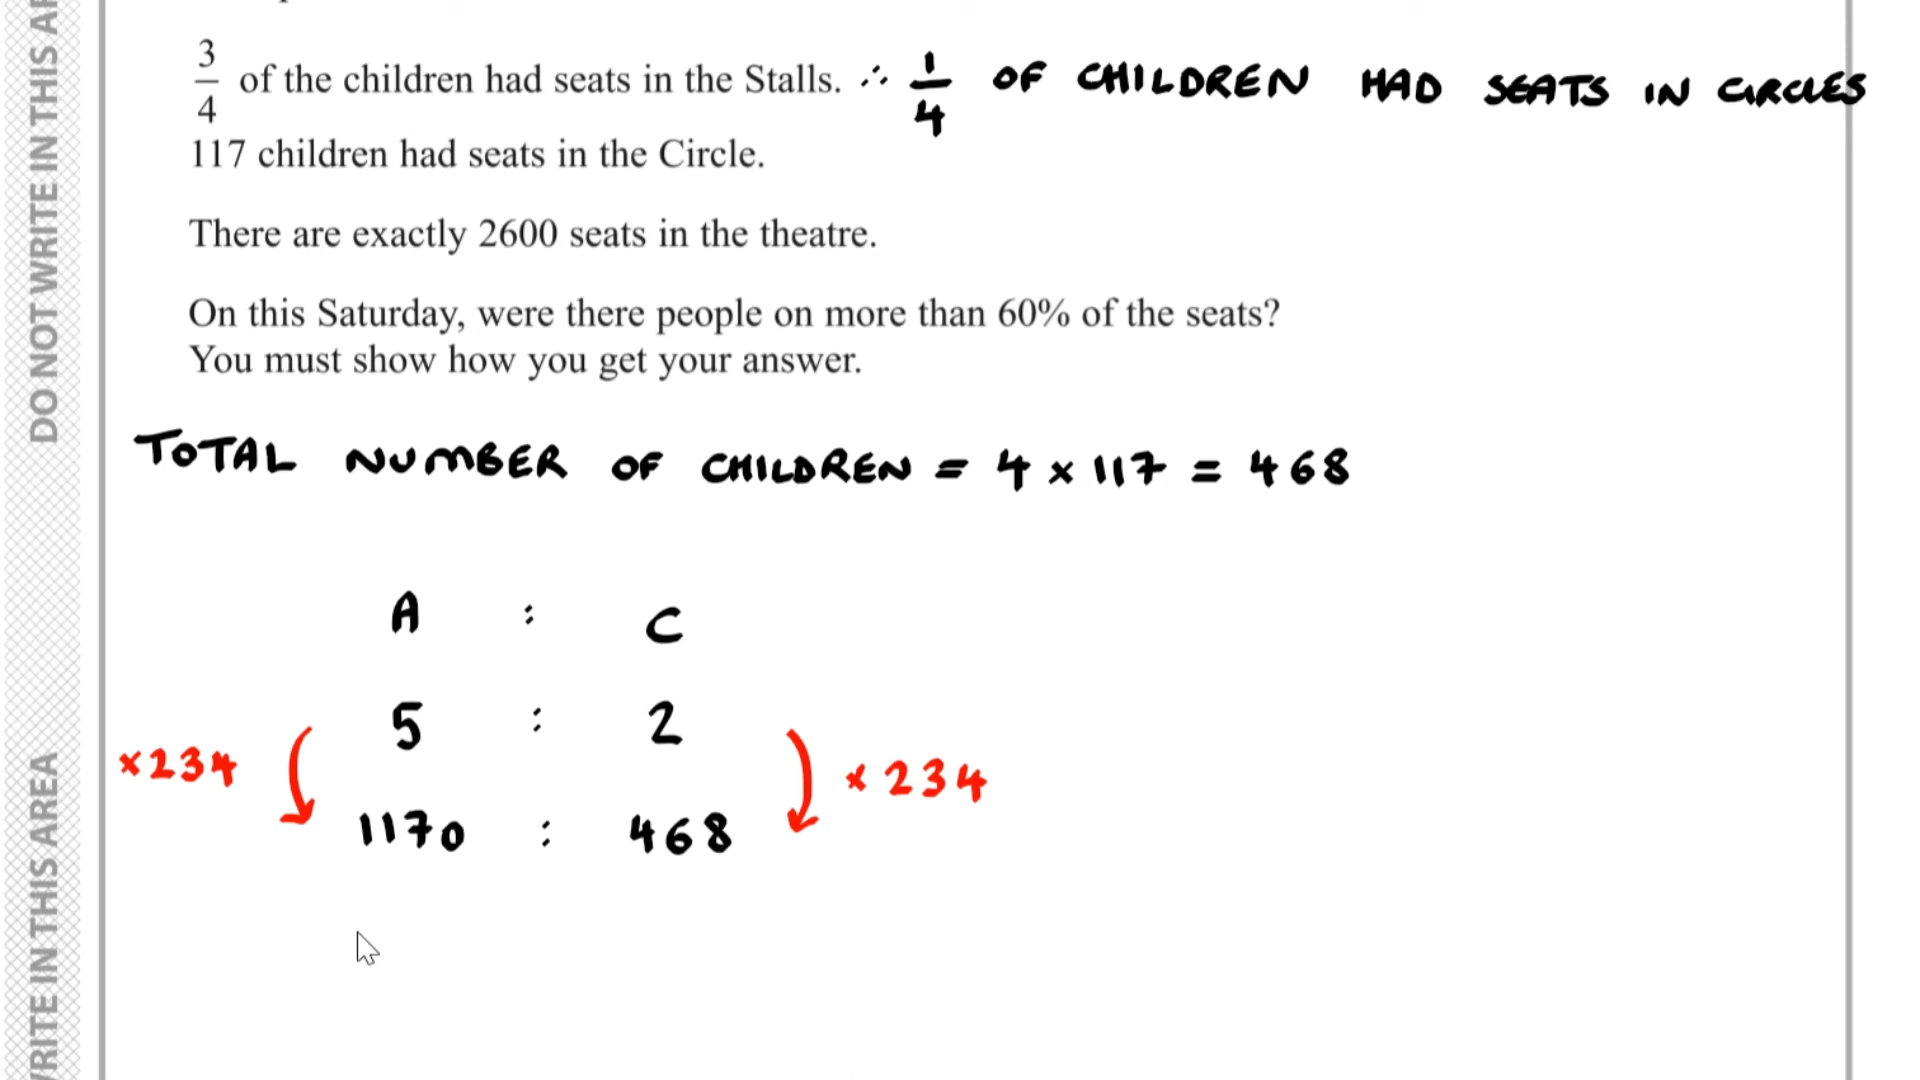 3/4 of the children had seats in the Stalls. ∴ 1/4 OF CHILDREN HAD SEATS IN CIRCLES
117 children had seats in the Circle.
There are exactly 2600 seats in the theatre.
On this Saturday, were there people on more than 60% of the seats?
You must show how you get your answer.
TOTAL NUMBER OF CHILDREN = 4 × 117 = 468
A : C
5 : 2
×234 ×234
1170 : 468
DO NOT WRITE IN THIS
WRITE IN THIS AREA